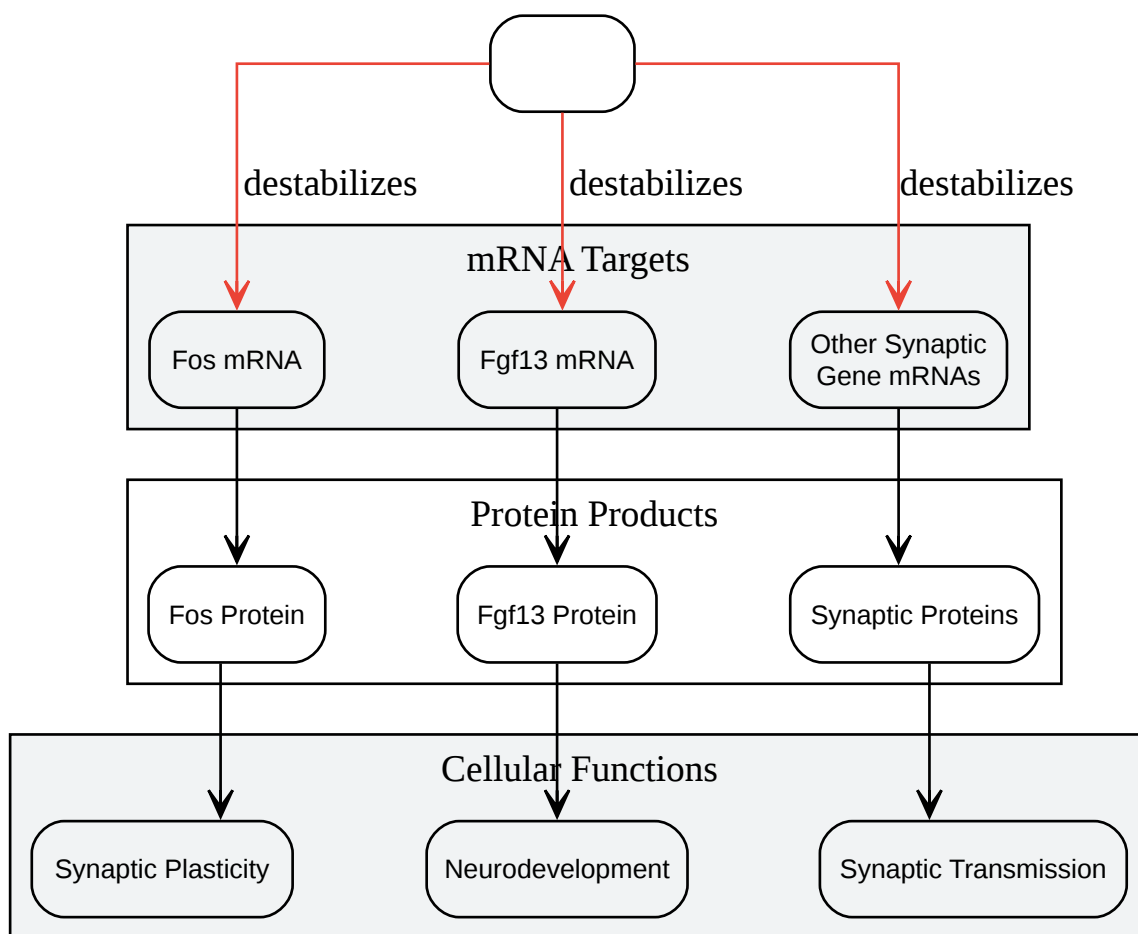 destabilizes destabilizes destabilizes
mRNA Targets
Fos mRNA
Fgf13 mRNA
Other Synaptic
Gene mRNAs
Protein Products
Fos Protein
Fgf13 Protein
Synaptic Proteins
Cellular Functions
Synaptic Plasticity
Neurodevelopment
Synaptic Transmission